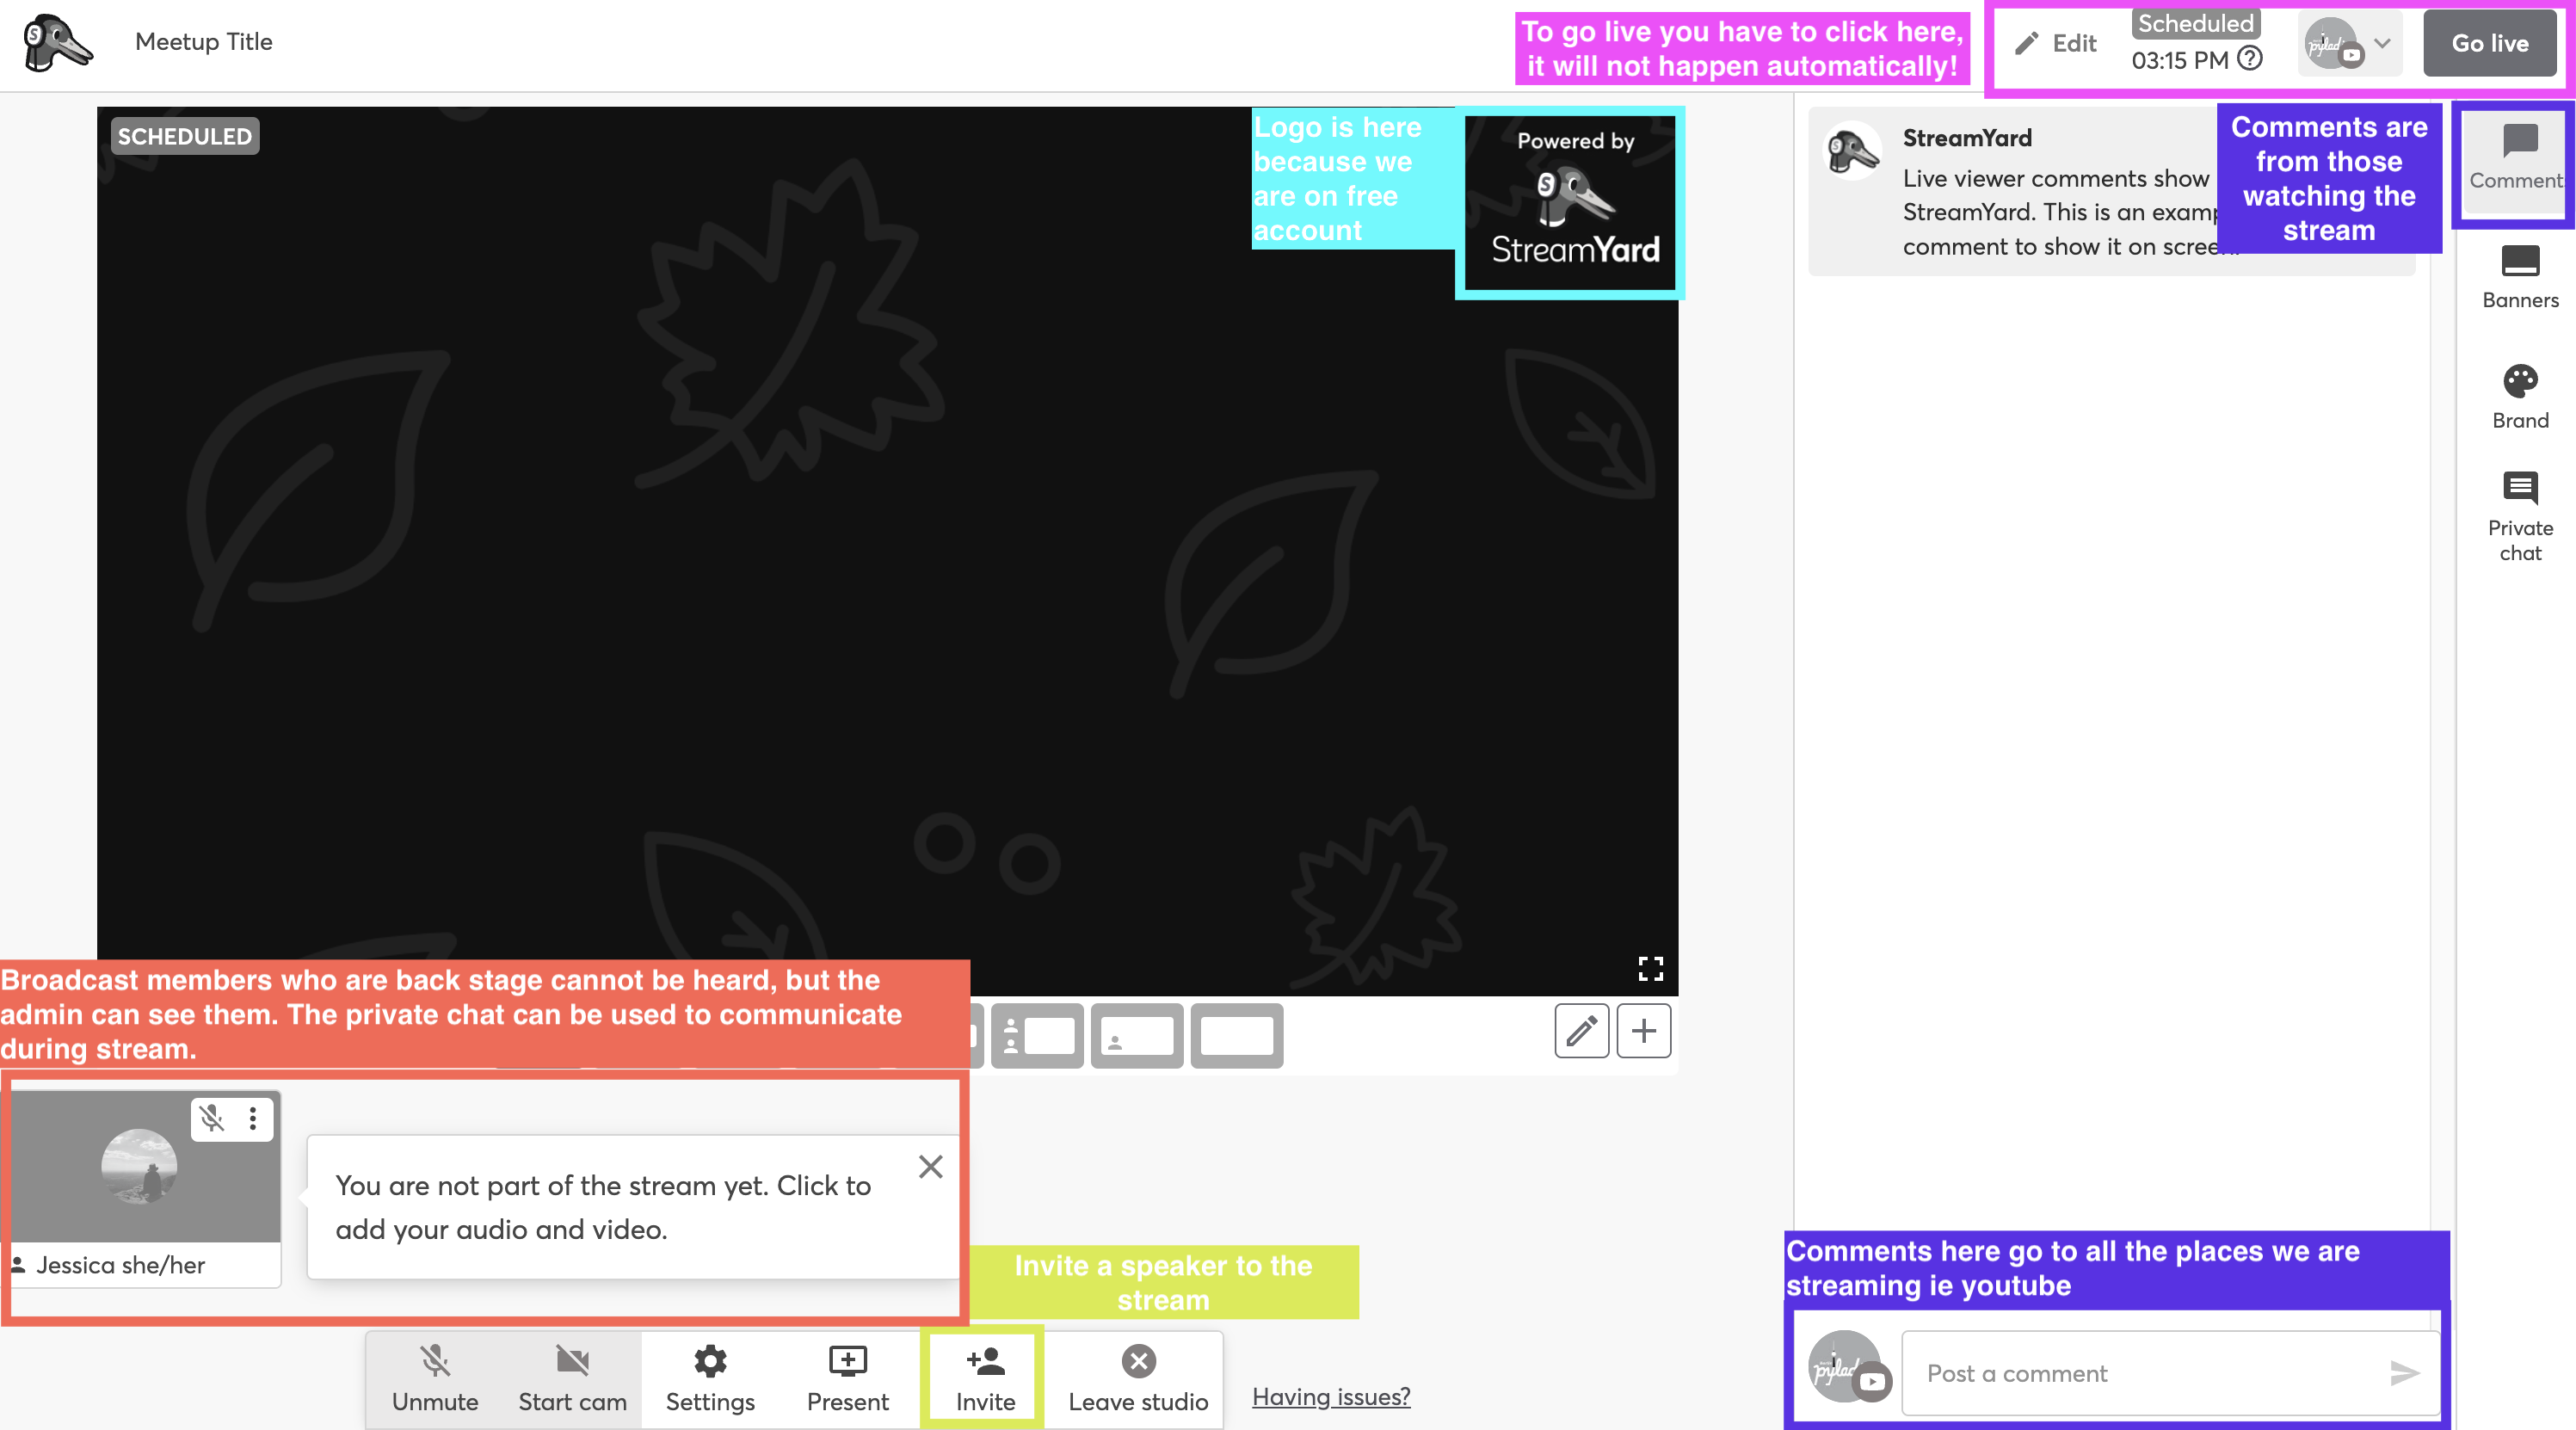 Meetup Title
To go live you have to click here,
it will not happen automatically!
Edit
Scheduled
03:15 PM
Go live
SCHEDULED
Logo is here
because we
are on free
account
Powered by
StreamYard
StreamYard
Live viewer comments show
StreamYard. This is an
comment to show it on
Comments are
from those
watching the
stream
Comment
Banners
Brand
Private
chat
Broadcast members who are back stage cannot be heard, but the
admin can see them. The private chat can be used to communicate
during stream.
You are not part of the stream yet. Click to
add your audio and video.
Jessica she/her
Invite a speaker to the
stream
Comments here go to all the places we are
streaming ie youtube
Post a comment
Unmute
Start cam
Settings
Present
Invite
Leave studio
Having issues?